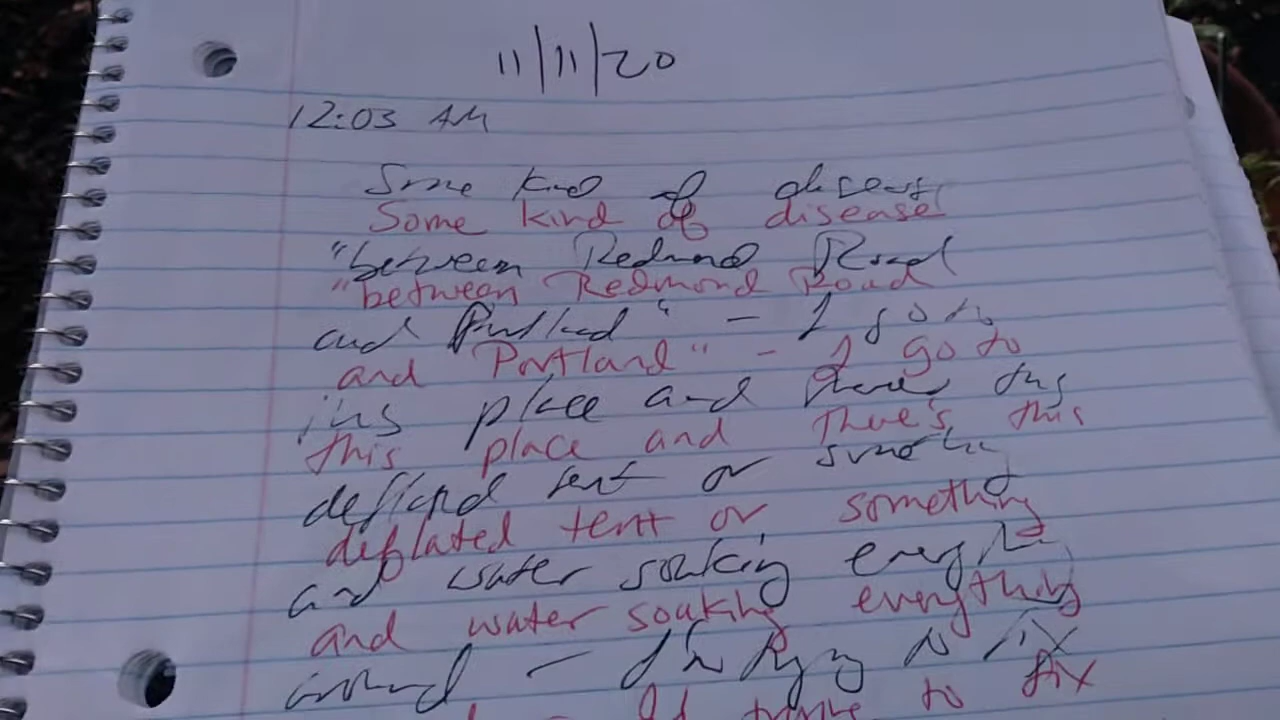 11/11/20
12:03 AM
Some kind of disease
Some kind of disease
"between Redmond Road
"between Redmond Road
and Portland" - I go to
and "Portland" - I go to
this place and there's this
this place and there's this
deflated tent or something
deflated tent or something
and water soaking everything
and water soaking everything
around - I'm trying to fix
trying to fix